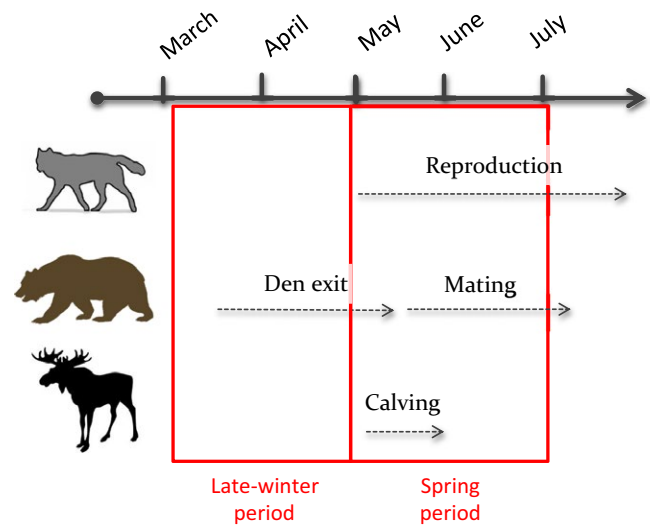 March
April
May
June
July
Reproduction
Den exit
Mating
Calving
Late-winter
period
Spring
period